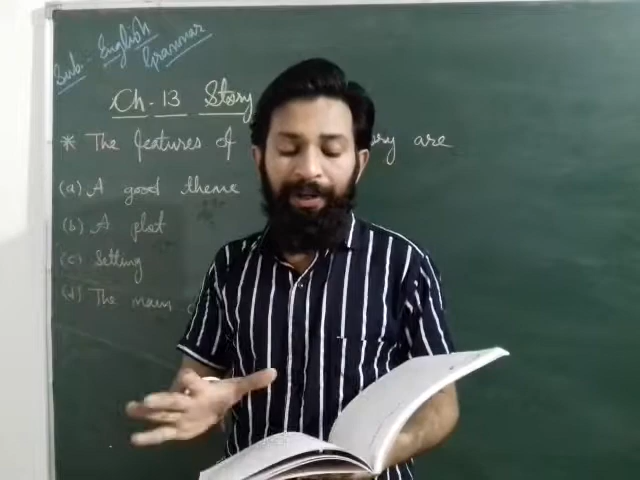 Sub:- English
Grammar
Ch-13 Story
* The features of ry are
(a) A good theme
(b) A plot
(c) Setting
(d) The main